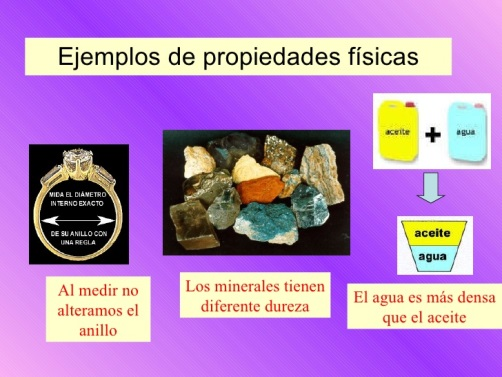 Ejemplos de propiedades físicas
aceite
agua
MIDA EL DIÁMETRO
INTERNO EXACTO
DE SU ANILLO CON
UNA REGLA
aceite
agua
Al medir no
alteramos el
anillo
Los minerales tienen
diferente dureza
El agua es más densa
que el aceite